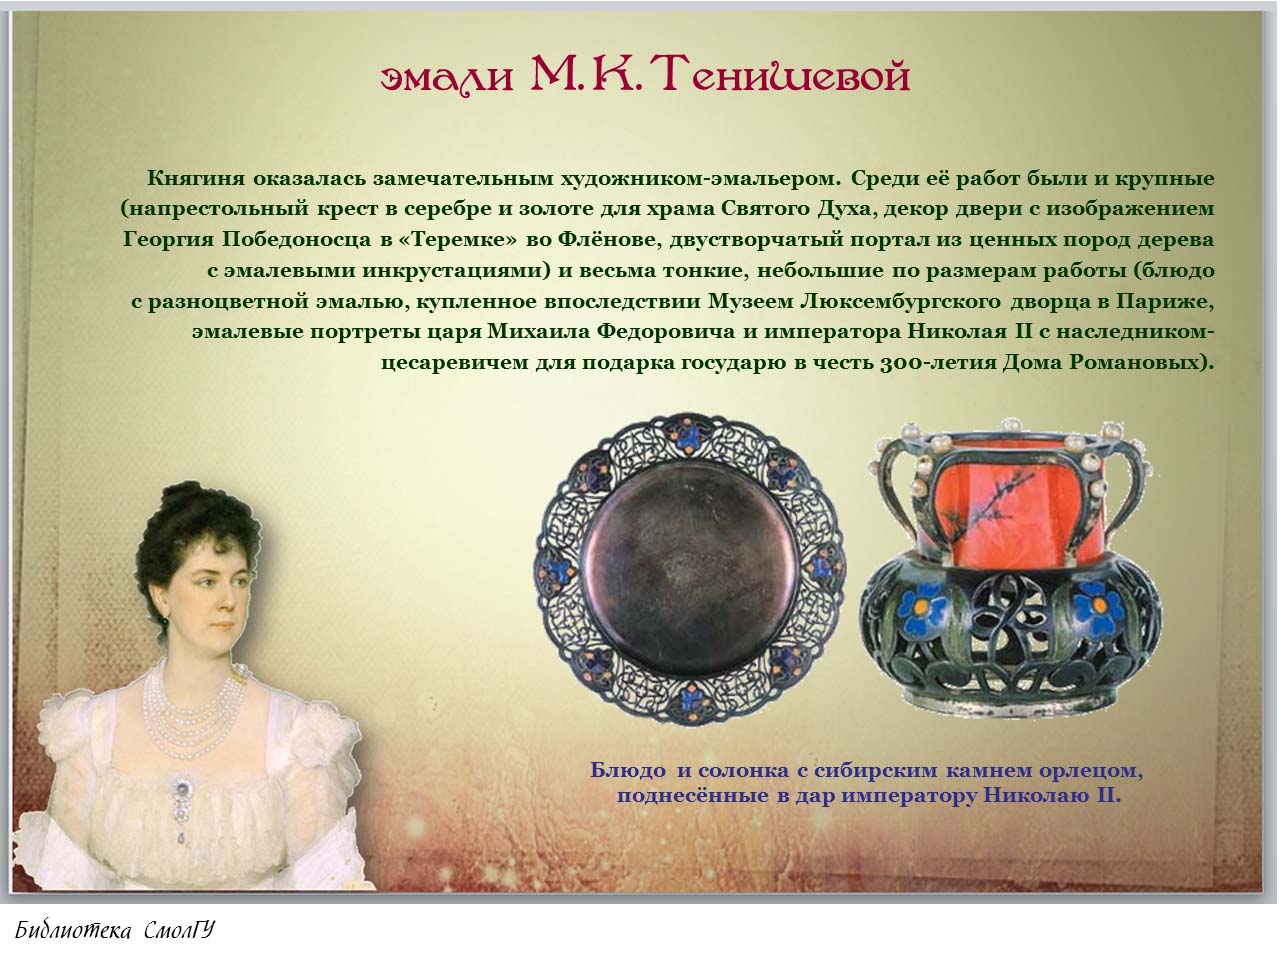 эмали М. К. Тенишевой
Княгиня оказалась замечательным художником-эмальером. Среди её работ были и крупные
(напрестольный крест в серебре и золоте для храма Святого Духа, декор двери с изображением
Георгия Победоносца в «Теремке» во Флёнове, двустворчатый портал из ценных пород дерева
с эмалевыми инкрустациями) и весьма тонкие, небольшие по размерам работы (блюдо
с разноцветной эмалью, купленное впоследствии Музеем Люксембургского дворца в Париже,
эмалевые портреты царя Михаила Федоровича и императора Николая II с наследником-
цесаревичем для подарка государю в честь 300-летия Дома Романовых).
Блюдо и солонка с сибирским камнем орлецом,
поднесённые в дар императору Николаю II.
Библиотека СмолГУ